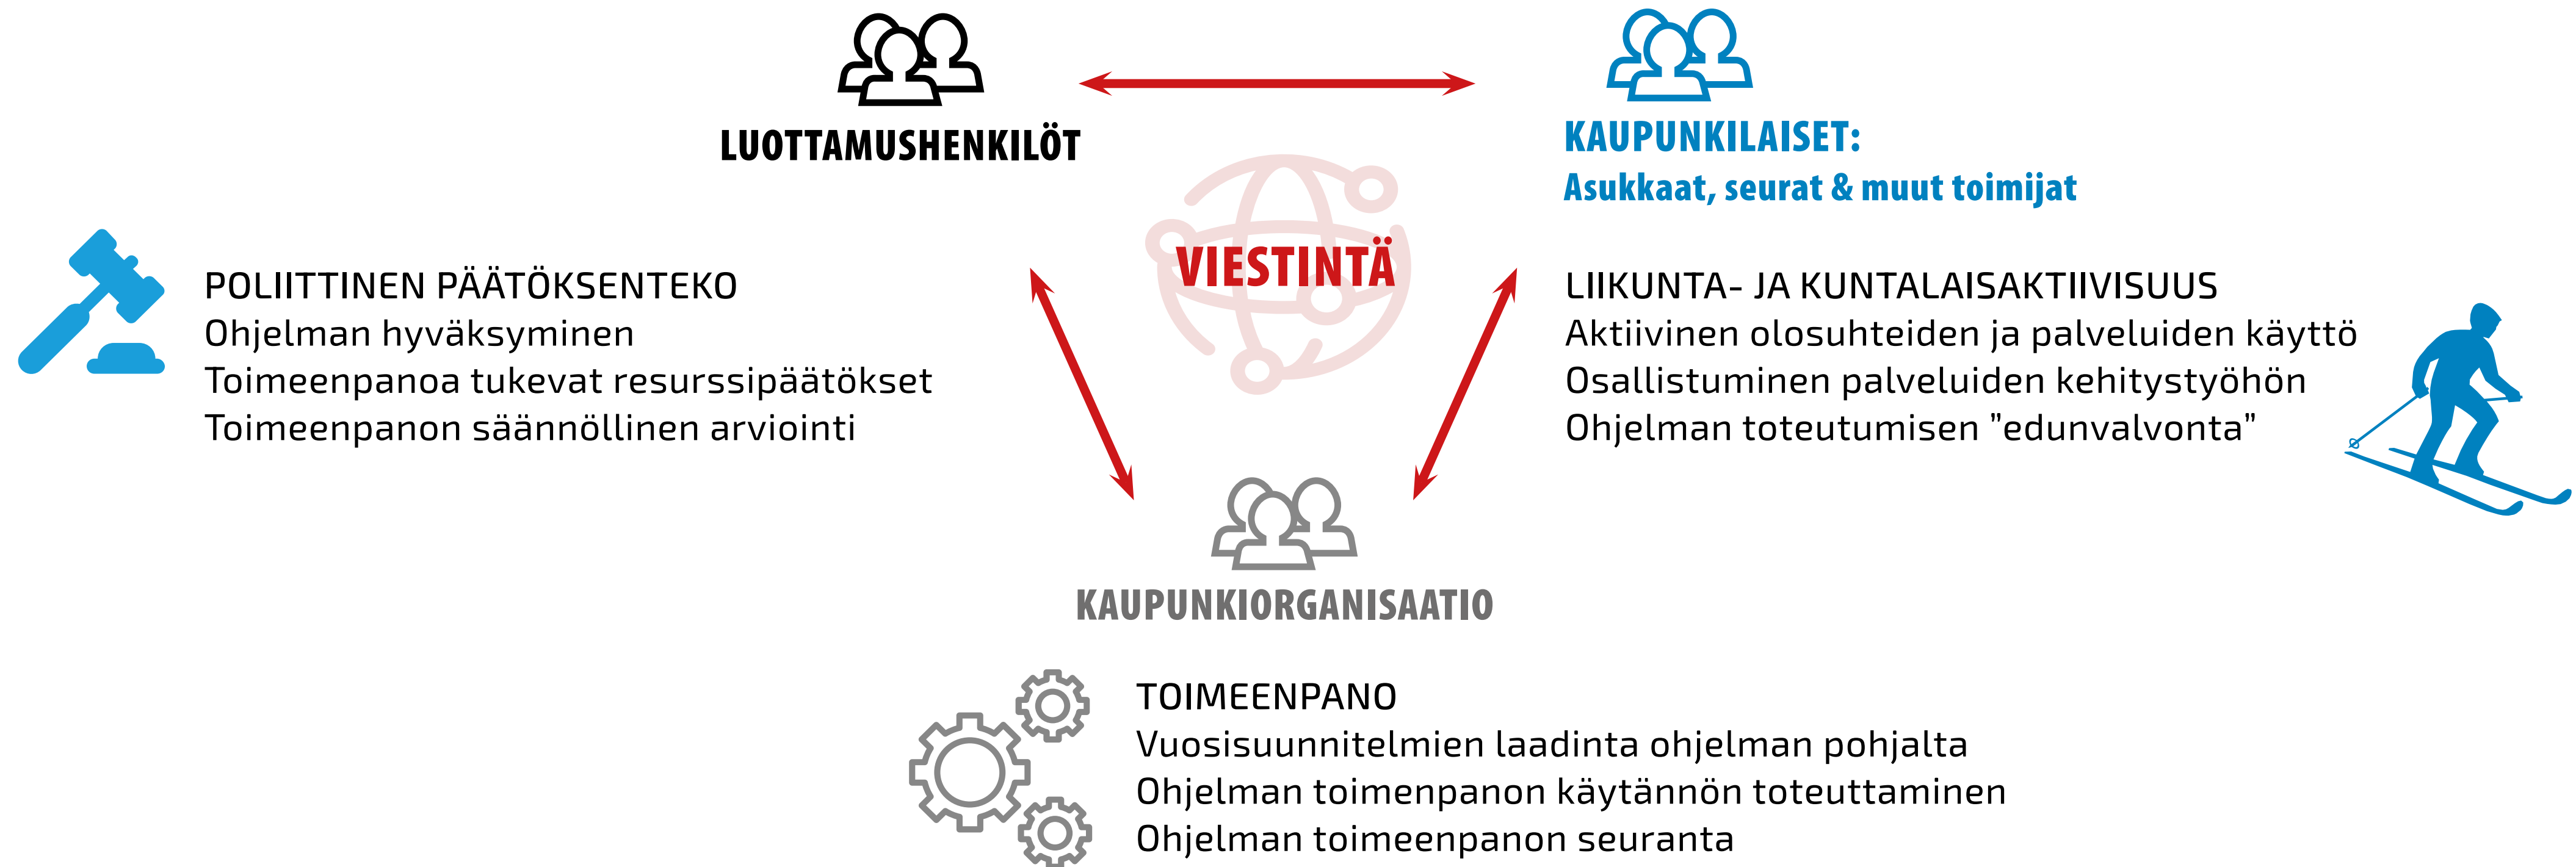 LUOTTAMUSHENKILÖT
POLIITTINEN PÄÄTÖKSENTEKO
Ohjelman hyväksyminen
Toimeenpanoa tukevat resurssipäätökset
Toimeenpanon säännöllinen arviointi
VIESTINTÄ
KAUPUNKILAISET:
Asukkaat, seurat & muut toimijat
LIIKUNTA- JA KUNTALAISAKTIIVISUUS
Aktiivinen olosuhteiden ja palveluiden käyttö
Osallistuminen palveluiden kehitystyöhön
Ohjelman toteutumisen ”edunvalvonta”
KAUPUNKIORGANISAATIO
TOIMEENPANO
Vuosisuunnitelmien laadinta ohjelman pohjalta
Ohjelman toimenpanon käytännön toteuttaminen
Ohjelman toimeenpanon seuranta